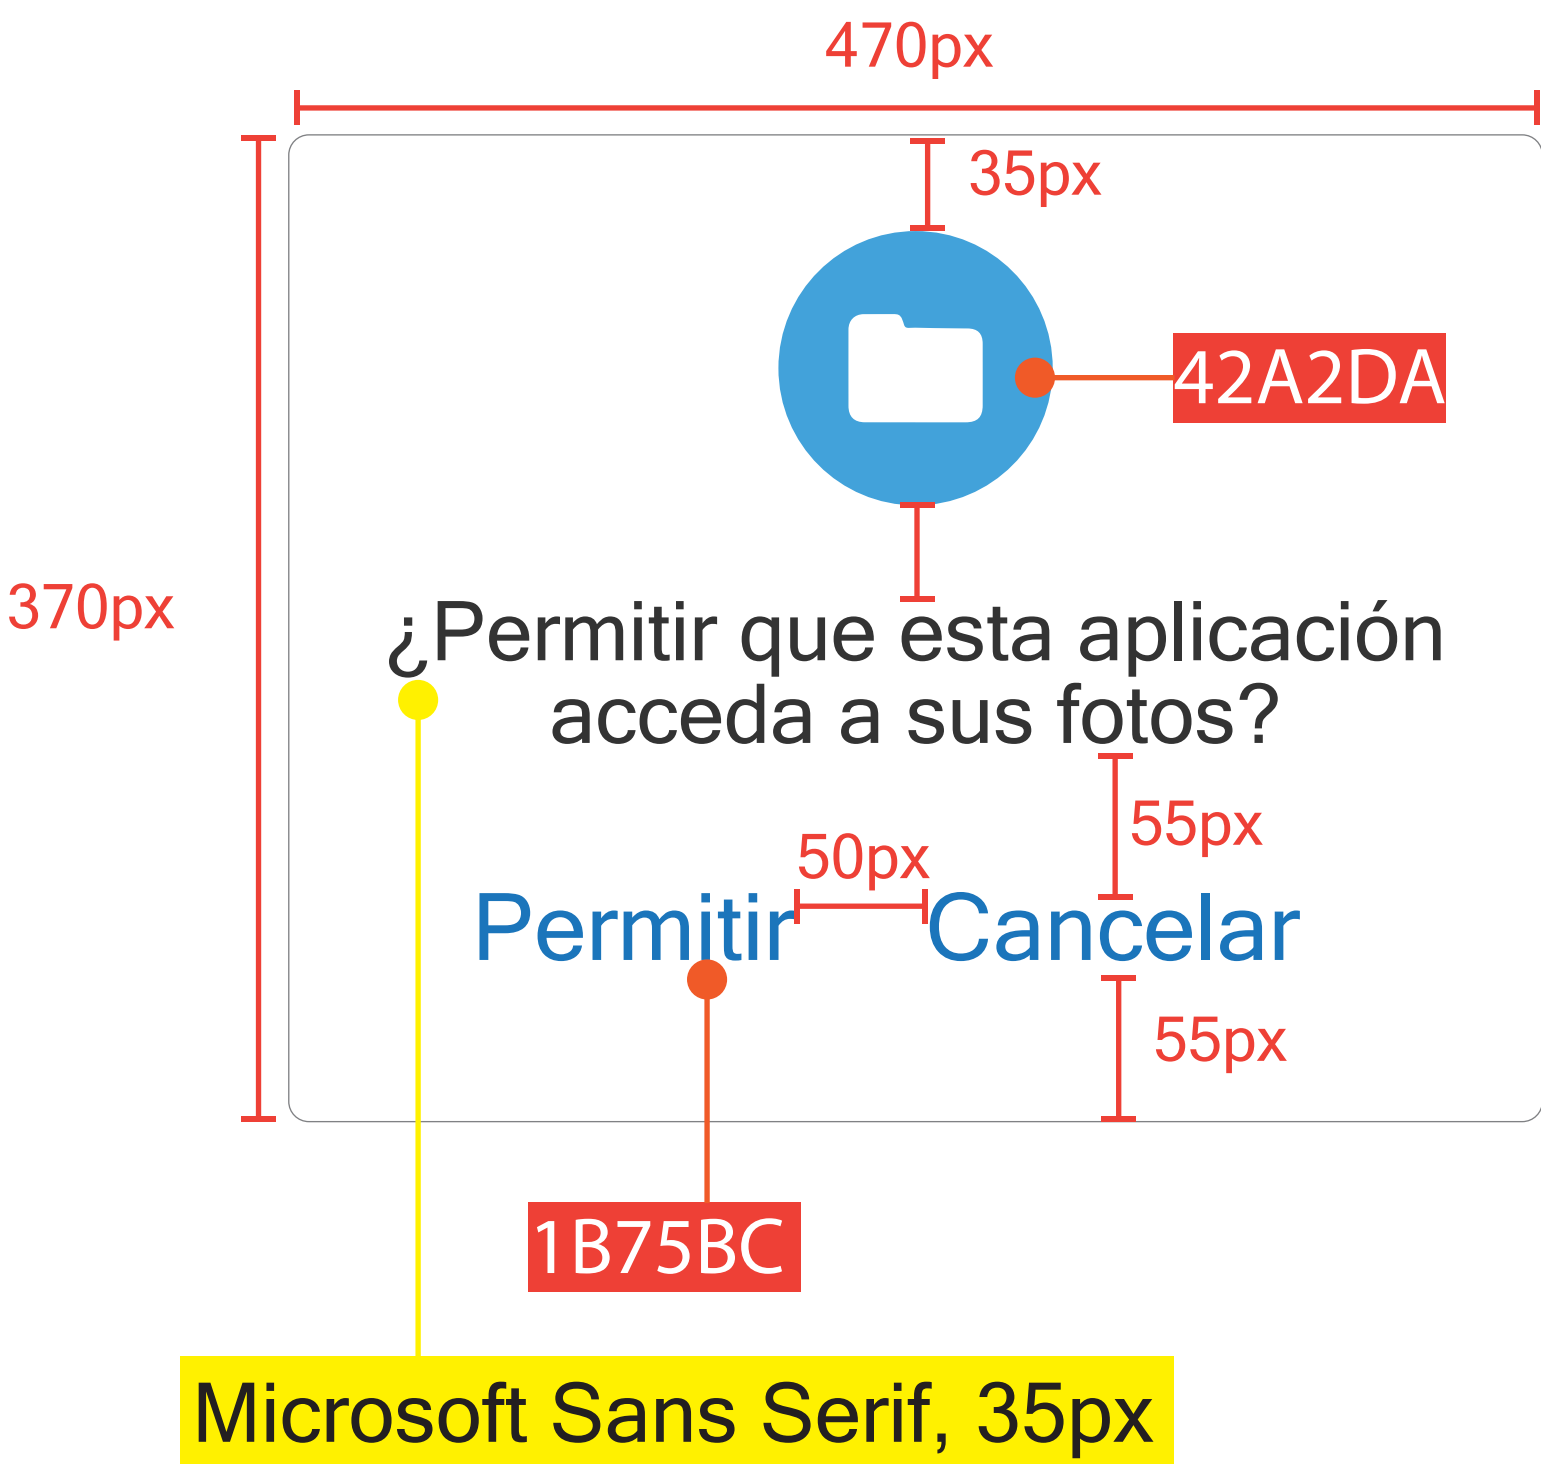 470px
35px
42A2DA
370px
¿Permitir que esta aplicación
acceda a sus fotos?
55px
50px
Permitir
Cancelar
55px
1B75BC
Microsoft Sans Serif, 35px